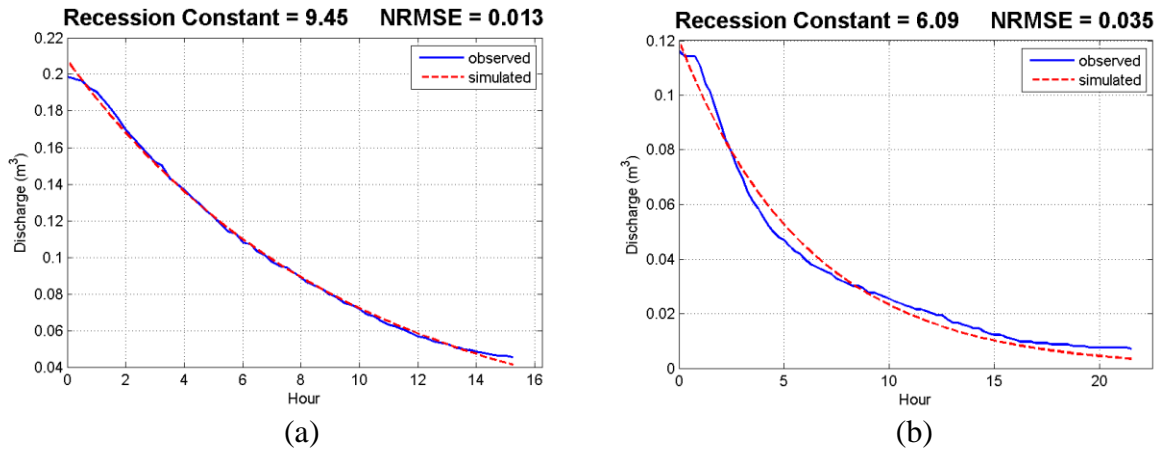 Recession Constant = 9.45 NRMSE = 0.013
0.22
0.2
0.18
0.16
0.14
0.12
0.1
0.08
0.06
0.04
Discharge (m³)
observed
simulated
0 2 4 6 8 10 12 14 16
Hour
(a)
Recession Constant = 6.09 NRMSE = 0.035
0.12
0.1
0.08
0.06
0.04
0.02
0
Discharge (m³)
observed
simulated
0 5 10 15 20
Hour
(b)